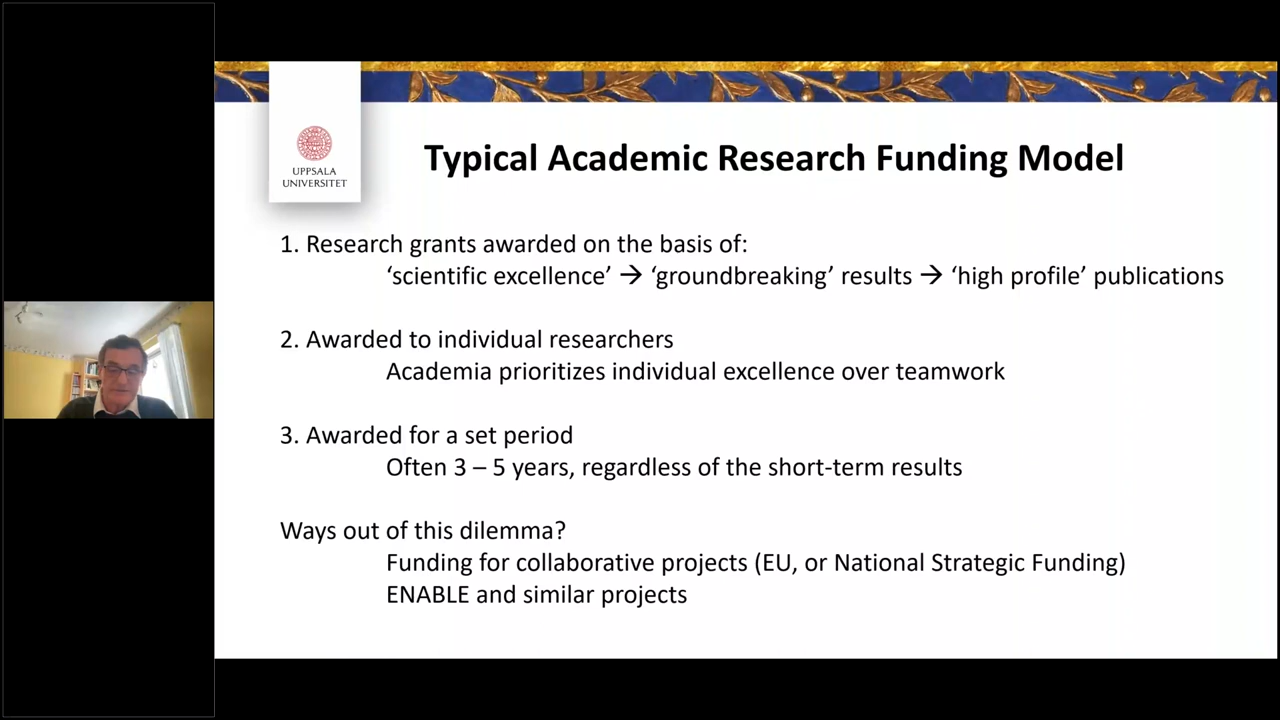 UPPSALA
UNIVERSITET
Typical Academic Research Funding Model
1. Research grants awarded on the basis of:
‘scientific excellence’ → ‘groundbreaking’ results → ‘high profile’ publications
2. Awarded to individual researchers
Academia prioritizes individual excellence over teamwork
3. Awarded for a set period
Often 3 – 5 years, regardless of the short-term results
Ways out of this dilemma?
Funding for collaborative projects (EU, or National Strategic Funding)
ENABLE and similar projects